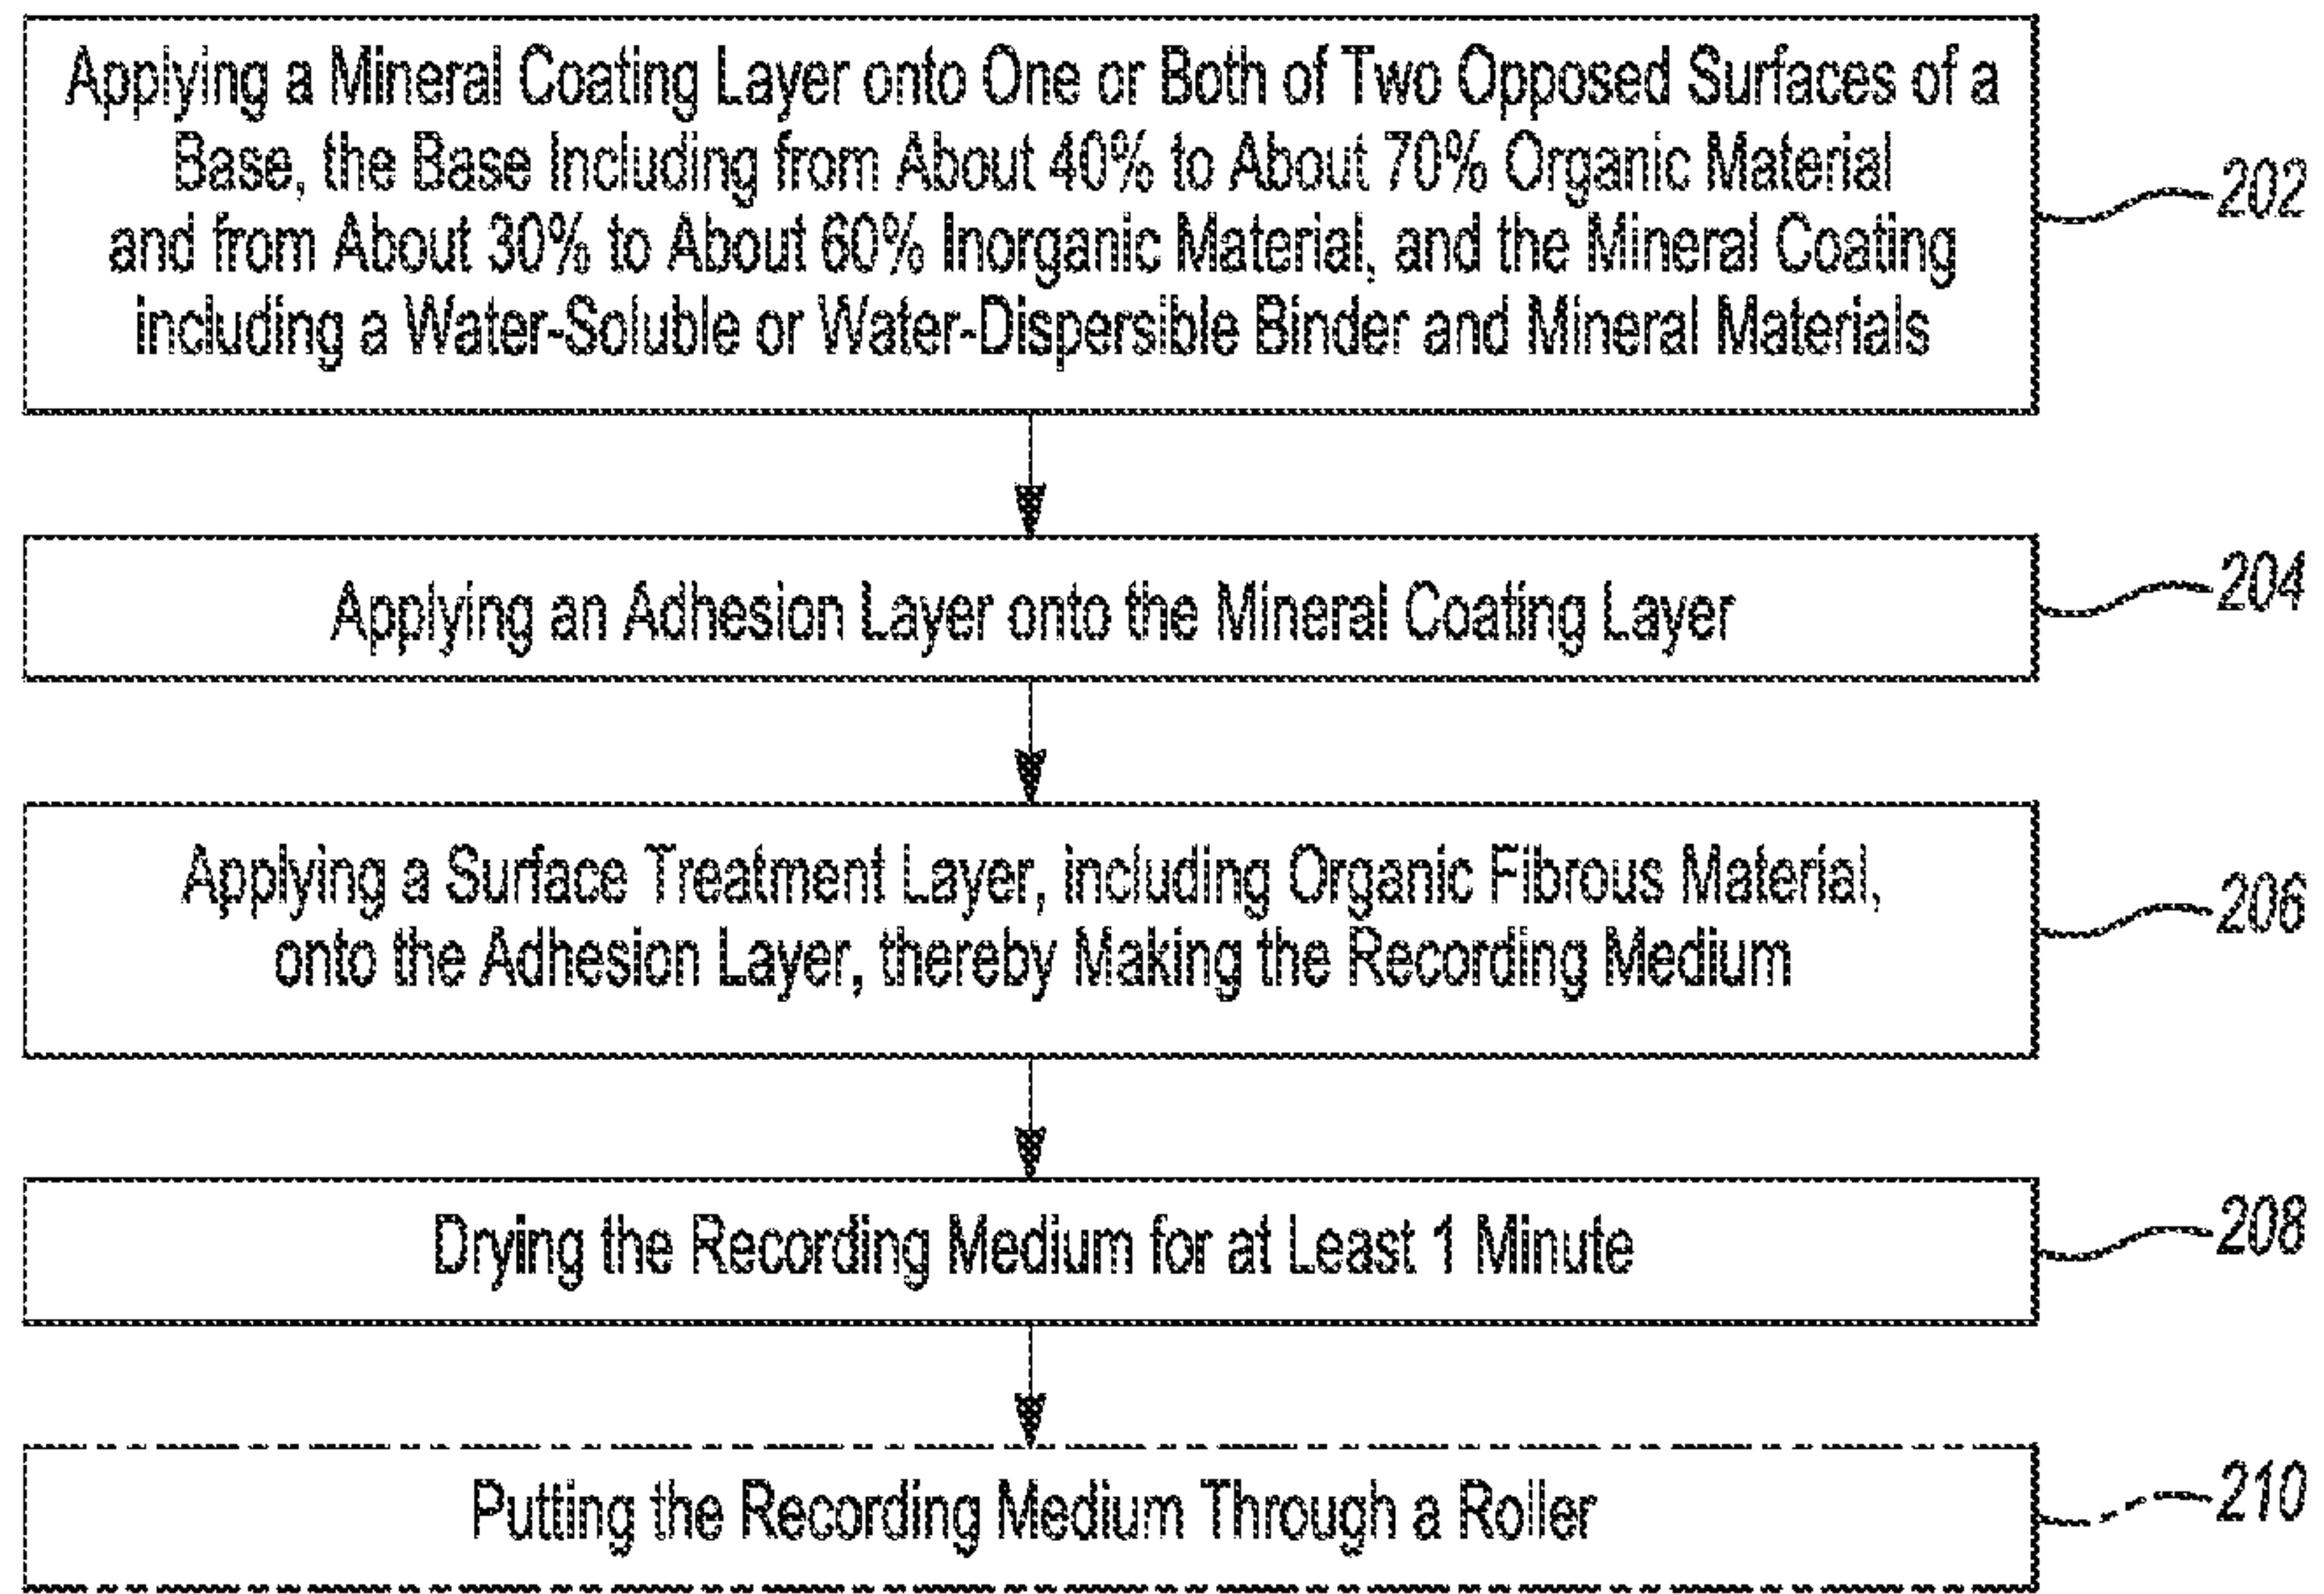 Applying a Mineral Coating Layer onto One or Both of Two Opposed Surfaces of a
Base, the Base Including from About 40% to About 70% Organic Material
and from About 30% to About 60% Inorganic Material, and the Mineral Coating
including a Water-Soluble or Water-Dispersible Binder and Mineral Materials
202
Applying an Adhesion Layer onto the Mineral Coating Layer
204
Applying a Surface Treatment Layer, including Organic Fibrous Material,
onto the Adhesion Layer, thereby Making the Recording Medium
206
Drying the Recording Medium for at Least 1 Minute
208
Putting the Recording Medium Through a Roller
210